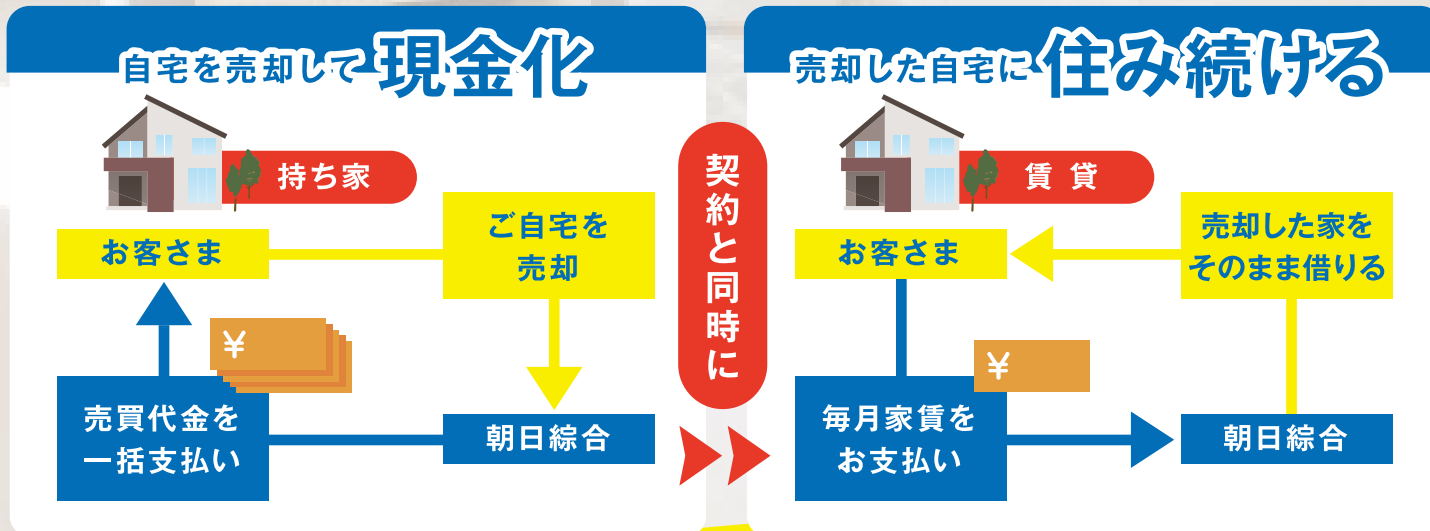 自宅を売却して現金化
持ち家
お客さま
ご自宅を
売却
¥
売買代金を
一括支払い
朝日綜合
契約と同時に
売却した自宅に住み続ける
賃貸
お客さま
売却した家を
そのまま借りる
¥
毎月家賃を
お支払い
朝日綜合